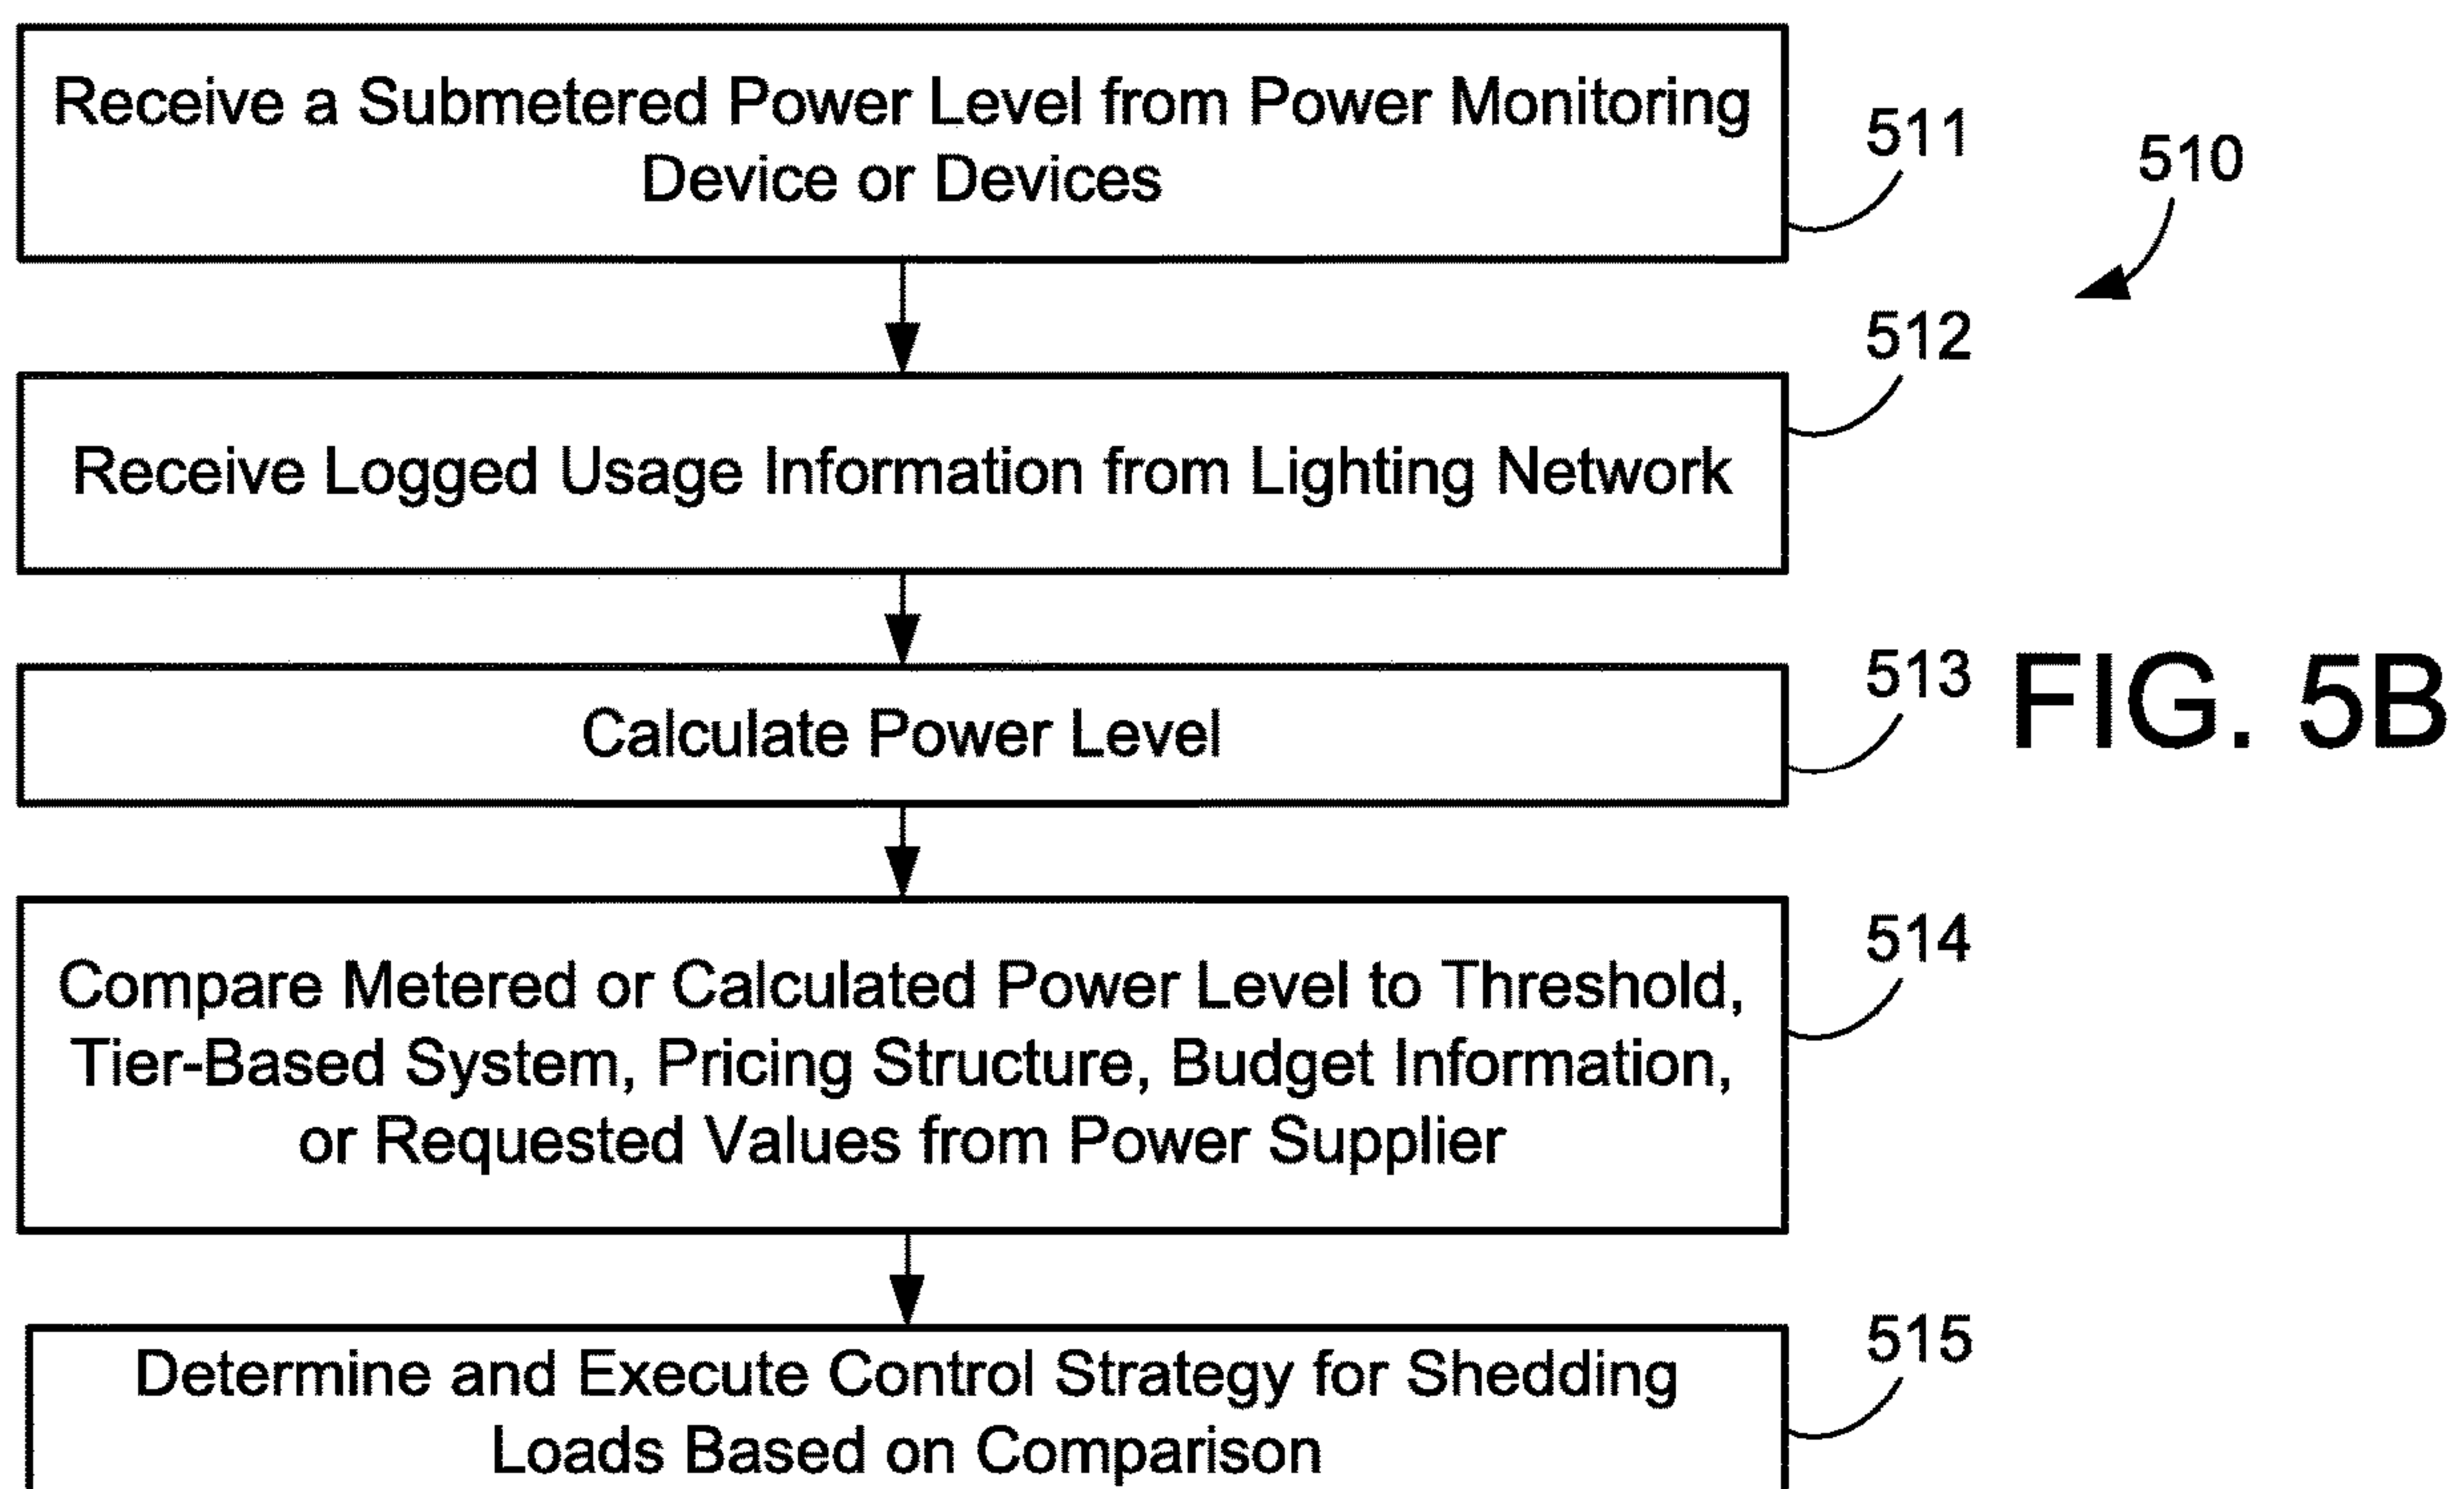 Receive a Submetered Power Level from Power Monitoring
Device or Devices
511
510
Receive Logged Usage Information from Lighting Network
512
Calculate Power Level
513
FIG. 5B
Compare Metered or Calculated Power Level to Threshold,
Tier-Based System, Pricing Structure, Budget Information,
or Requested Values from Power Supplier
514
Determine and Execute Control Strategy for Shedding
Loads Based on Comparison
515